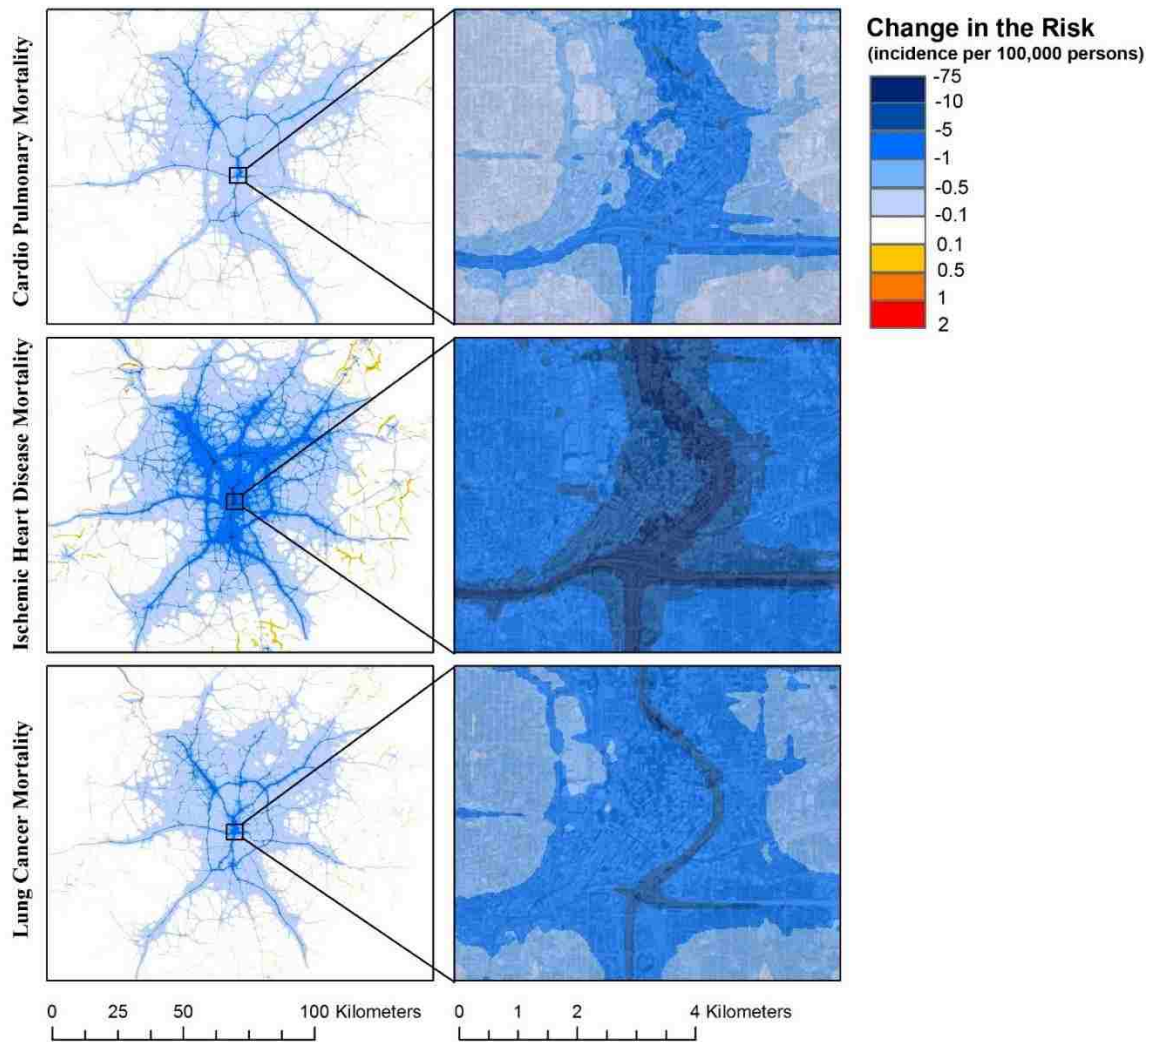 Cardio Pulmonary Mortality
Change in the Risk
(incidence per 100,000 persons)
-75
-10
-5
-1
-0.5
-0.1
0.1
0.5
1
2
Ischemic Heart Disease Mortality
Lung Cancer Mortality
0 25 50 100 Kilometers
0 1 2 4 Kilometers